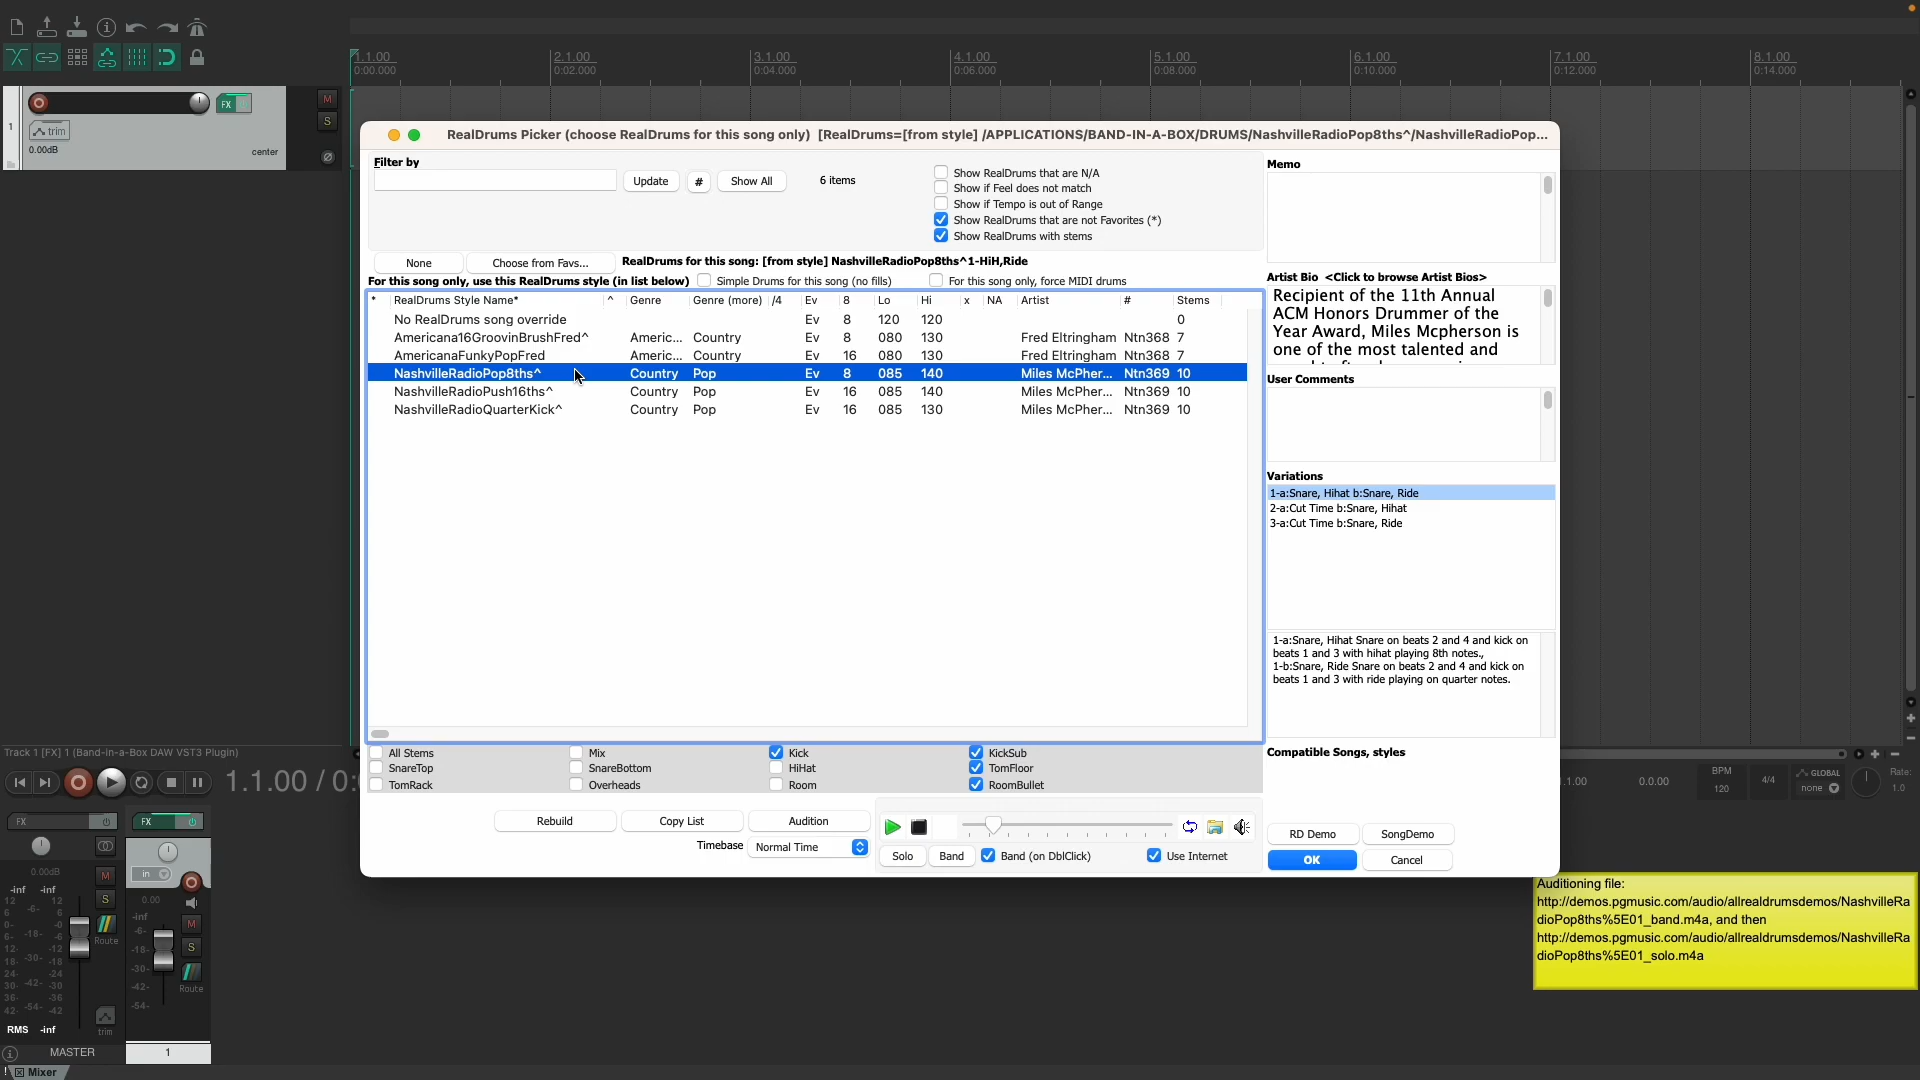 1.1.00
0:00.000
2.1.00
0:02.000
3.1.00
0:04.000
4.1.00
0:06.000
5.1.00
0:08.000
6.1.00
0:10.000
7.1.00
0:12.000
8.1.00
0:14.000
1
FX
M
trim
S
0.00dB
center
RealDrums Picker (choose RealDrums for this song only) [RealDrums=[from style] /APPLICATIONS/BAND-IN-A-BOX/DRUMS/NashvilleRadioPop8ths^/NashvilleRadioPop...
Filter by
Update
#
Show All
6 items
Show RealDrums that are N/A
Show if Feel does not match
Show if Tempo is out of Range
Show RealDrums that are not Favorites (*)
Show RealDrums with stems
None
Choose from Favs...
RealDrums for this song: [from style] NashvilleRadioPop8ths^1-HiH,Ride
For this song only, use this RealDrums style (in list below)
Simple Drums for this song (no fills)
For this song only, force MIDI drums
* RealDrums Style Name* ^ Genre Genre (more) /4 Ev 8 Lo Hi x NA Artist # Stems
No RealDrums song override Ev 8 120 120 0
Americana16GroovinBrushFred^ Americ... Country Ev 8 080 130 Fred Eltringham Ntn368 7
AmericanaFunkyPopFred Americ... Country Ev 16 080 130 Fred Eltringham Ntn368 7
NashvilleRadioPop8ths^ Country Pop Ev 8 085 140 Miles McPher... Ntn369 10
NashvilleRadioPush16ths^ Country Pop Ev 16 085 140 Miles McPher... Ntn369 10
NashvilleRadioQuarterKick^ Country Pop Ev 16 085 130 Miles McPher... Ntn369 10
All Stems
Mix
Kick
KickSub
SnareTop
SnareBottom
HiHat
TomFloor
TomRack
Overheads
Room
RoomBullet
Rebuild
Copy List
Audition
Timebase
Normal Time
Solo
Band
Band (on DblClick)
Use Internet
Memo
Artist Bio <Click to browse Artist Bios>
Recipient of the 11th Annual
ACM Honors Drummer of the
Year Award, Miles Mcpherson is
one of the most talented and
User Comments
Variations
1-a:Snare, Hihat b:Snare, Ride
2-a:Cut Time b:Snare, Hihat
3-a:Cut Time b:Snare, Ride
1-a:Snare, Hihat Snare on beats 2 and 4 and kick on
beats 1 and 3 with hihat playing 8th notes.,
1-b:Snare, Ride Snare on beats 2 and 4 and kick on
beats 1 and 3 with ride playing on quarter notes.
Compatible Songs, styles
RD Demo
SongDemo
OK
Cancel
Auditioning file:
http://demos.pgmusic.com/audio/allrealdrumsdemos/NashvilleRa
dioPop8ths%5E01_band.m4a, and then
http://demos.pgmusic.com/audio/allrealdrumsdemos/NashvilleRa
dioPop8ths%5E01_solo.m4a
Track 1 [FX] 1 (Band-in-a-Box DAW VST3 Plugin)
1.1.00 / 0:
1.00
0.0.00
BPM
120
4/4
GLOBAL
none
Rate:
1.0
FX
FX
in
0.00dB
-inf -inf
M
S
Route
trim
RMS -inf
0.00
-inf
M
S
Route
MASTER
1
! Mixer